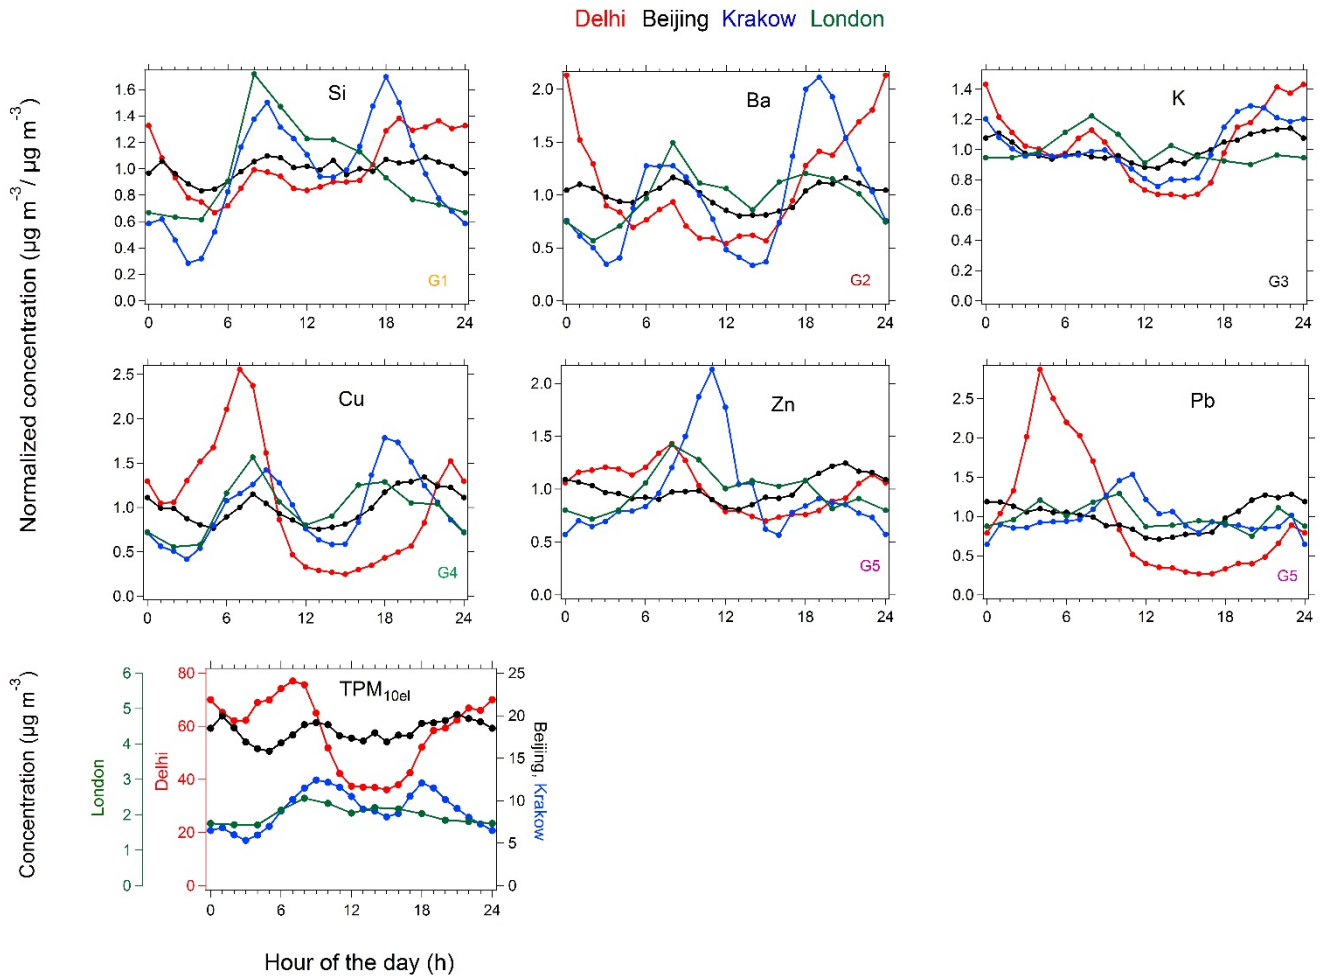 Delhi Beijing Krakow London
Normalized concentration (µg m⁻³/ µg m⁻³)
Si
1.6
1.4
1.2
1.0
0.8
0.6
0.4
0.2
0.0
G1
0 6 12 18 24
Ba
2.0
1.5
1.0
0.5
0.0
G2
0 6 12 18 24
K
1.4
1.2
1.0
0.8
0.6
0.4
0.2
0.0
G3
0 6 12 18 24
Cu
2.5
2.0
1.5
1.0
0.5
0.0
G4
0 6 12 18 24
Zn
2.0
1.5
1.0
0.5
0.0
G5
0 6 12 18 24
Pb
2.5
2.0
1.5
1.0
0.5
0.0
G5
0 6 12 18 24
Concentration (µg m⁻³)
London
6
5
4
3
2
1
0
Delhi
80
60
40
20
0
TPM10el
25
20
15
10
5
0
Beijing, Krakow
0 6 12 18 24
Hour of the day (h)